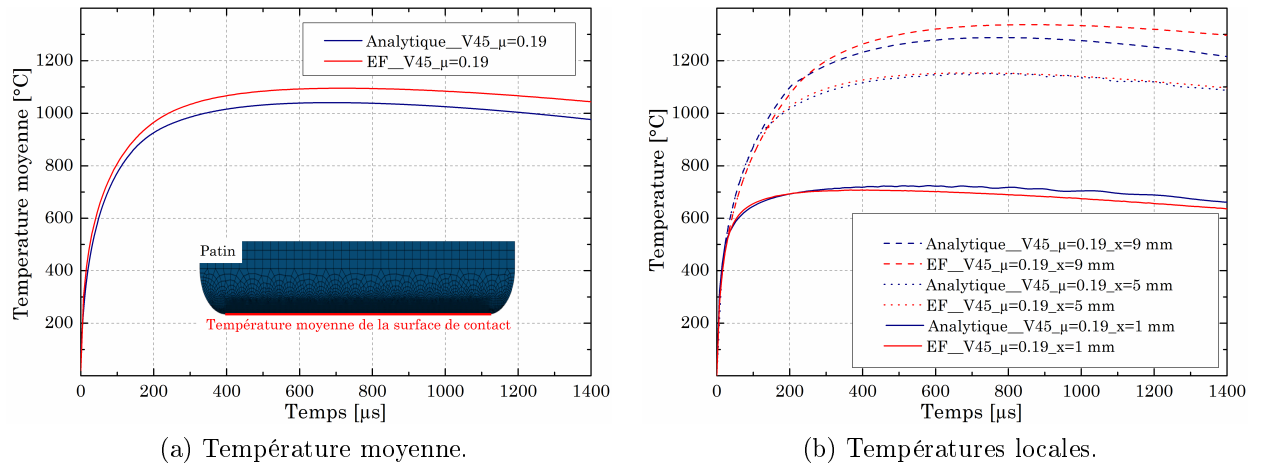 Temperature moyenne [°C]
1200
1000
800
600
400
200
Analytique__V45_µ=0.19
EF__V45_µ=0.19
Patin
Température moyenne de la surface de contact
0 200 400 600 800 1000 1200 1400
Temps [µs]
(a) Température moyenne.
Temperature [°C]
1200
1000
800
600
400
200
Analytique__V45_µ=0.19_x=9 mm
EF__V45_µ=0.19_x=9 mm
Analytique__V45_µ=0.19_x=5 mm
EF__V45_µ=0.19_x=5 mm
Analytique__V45_µ=0.19_x=1 mm
EF__V45_µ=0.19_x=1 mm
0 200 400 600 800 1000 1200 1400
Temps [µs]
(b) Températures locales.